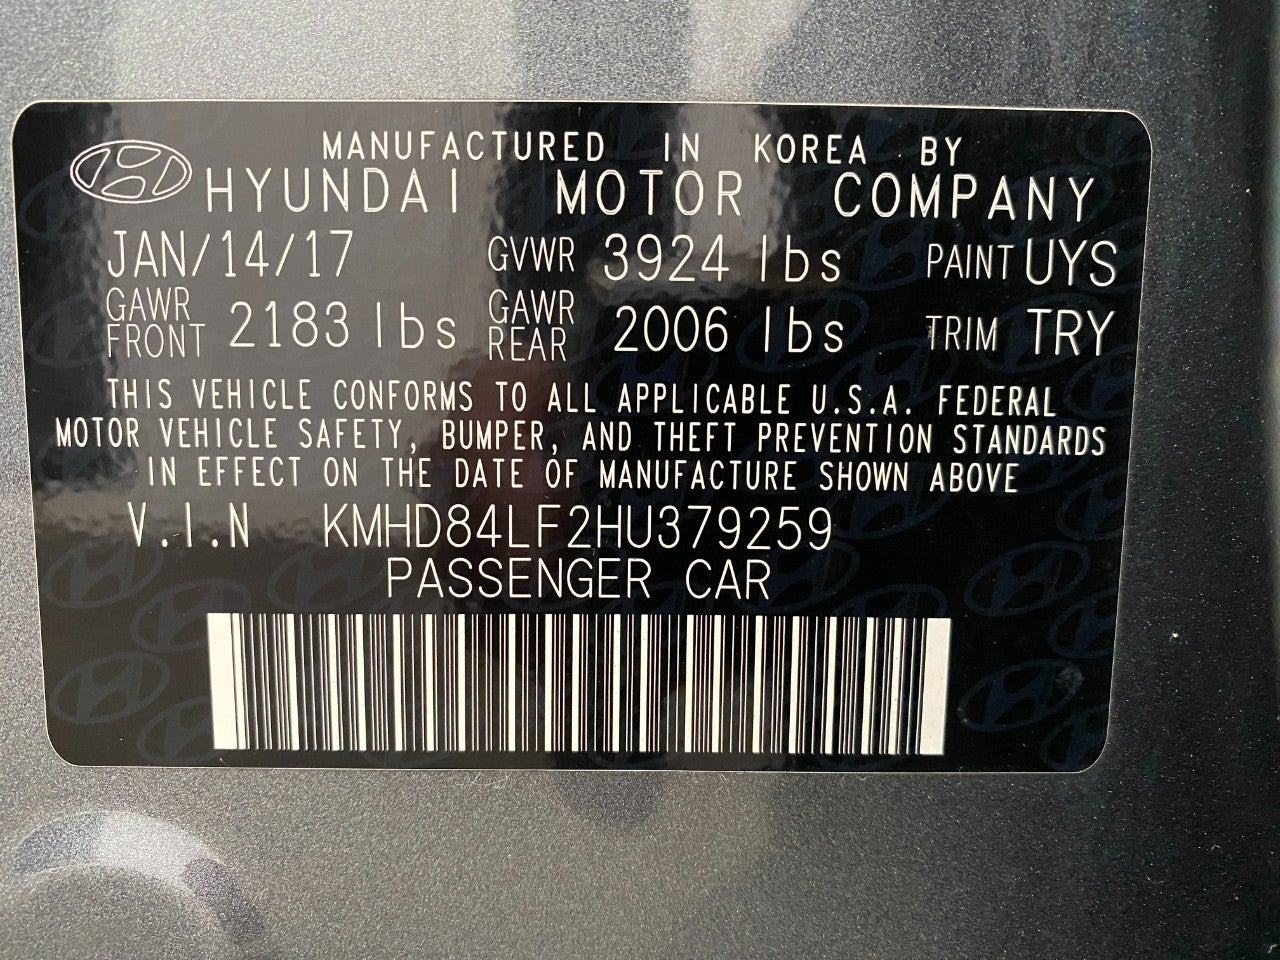 MANUFACTURED IN KOREA BY
HYUNDAI MOTOR COMPANY
JAN/14/17 GVWR 3924 lbs PAINT UYS
GAWR FRONT 2183 lbs GAWR REAR 2006 lbs TRIM TRY
THIS VEHICLE CONFORMS TO ALL APPLICABLE U.S.A. FEDERAL
MOTOR VEHICLE SAFETY, BUMPER, AND THEFT PREVENTION STANDARDS
IN EFFECT ON THE DATE OF MANUFACTURE SHOWN ABOVE
V.I.N KMHD84LF2HU379259
PASSENGER CAR